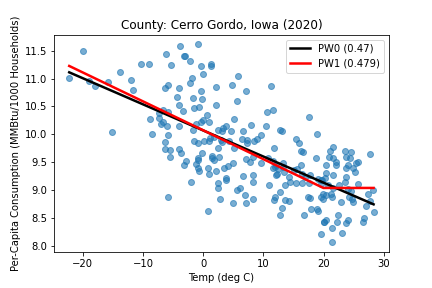 County: Cerro Gordo, Iowa (2020)
PW0 (0.47)
PW1 (0.479)
Per-Capita Consumption (MMBtu/1000 Households)
11.5
11.0
10.5
10.0
9.5
9.0
8.5
8.0
−20 −10 0 10 20 30
Temp (deg C)